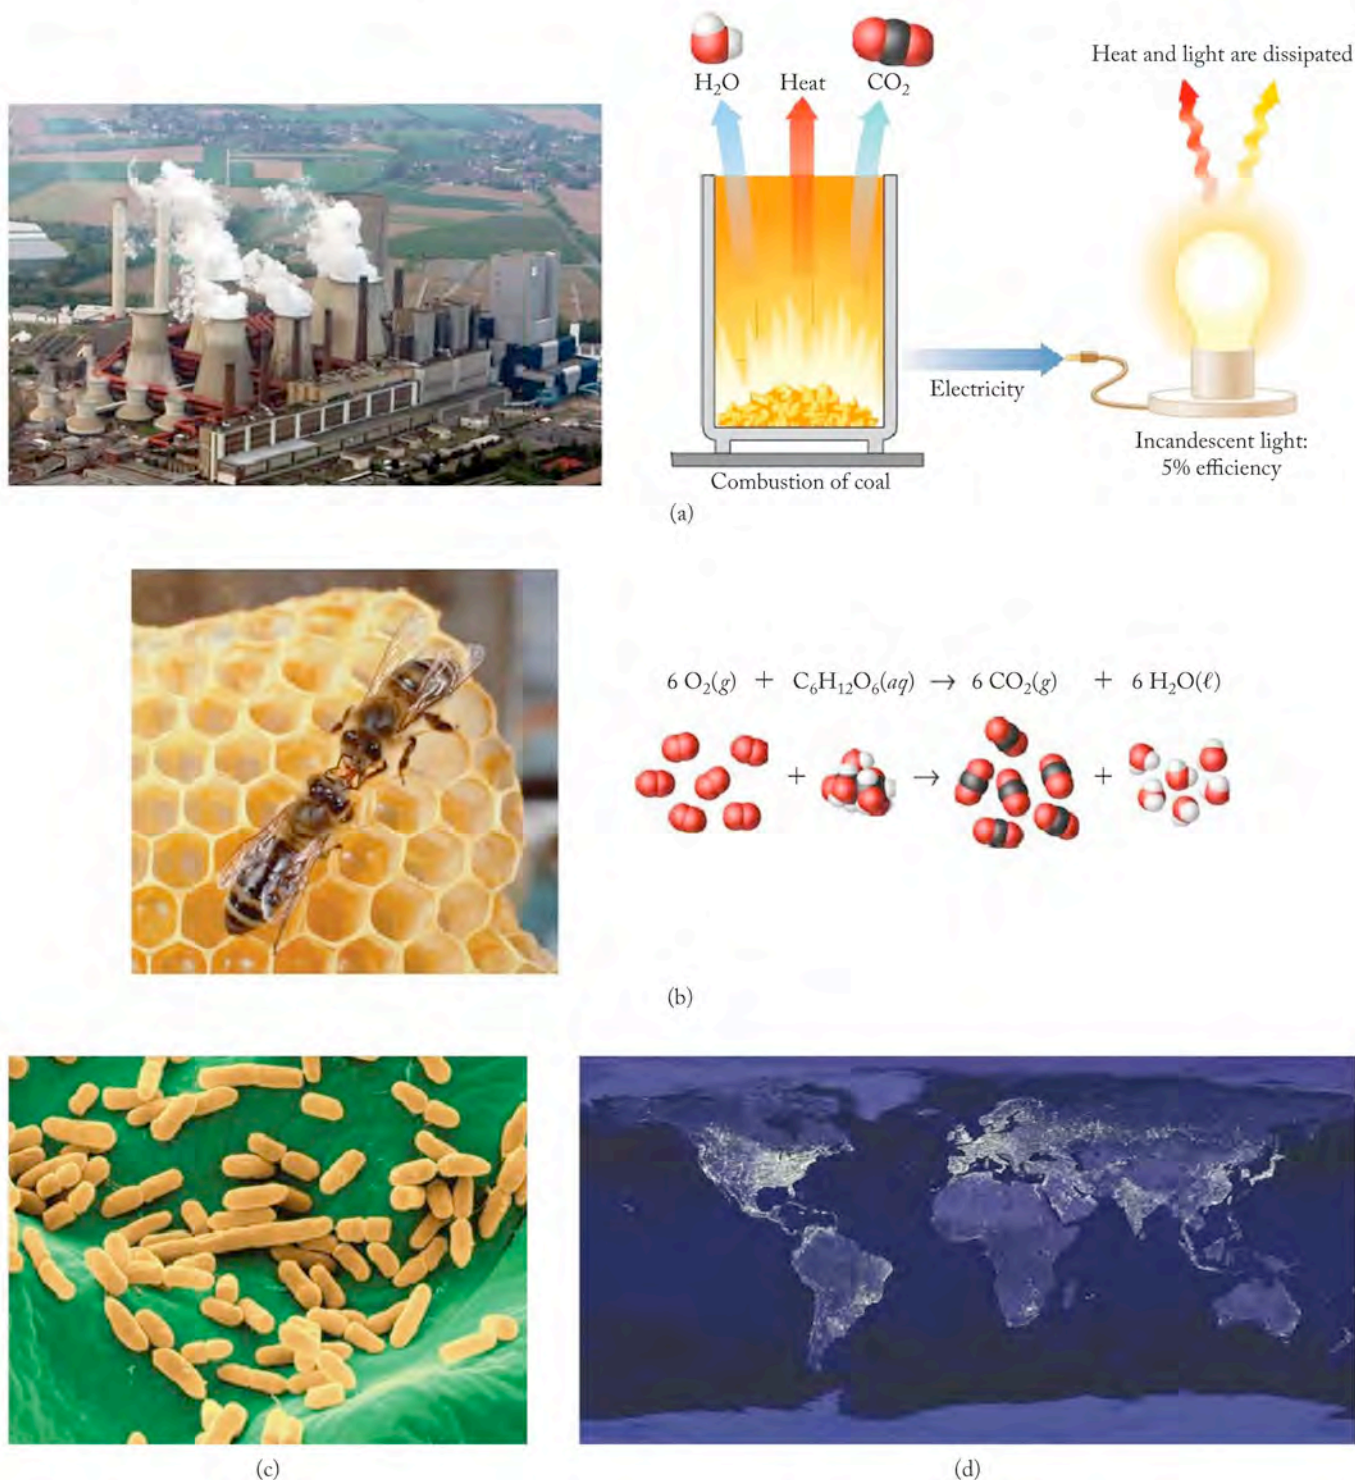 H₂O
Heat
CO₂
Heat and light are dissipated
Electricity
Combustion of coal
Incandescent light:
5% efficiency
(a)
6 O₂(g) + C₆H₁₂O₆(aq) → 6 CO₂(g) + 6 H₂O(ℓ)
+ → +
(b)
(c)
(d)